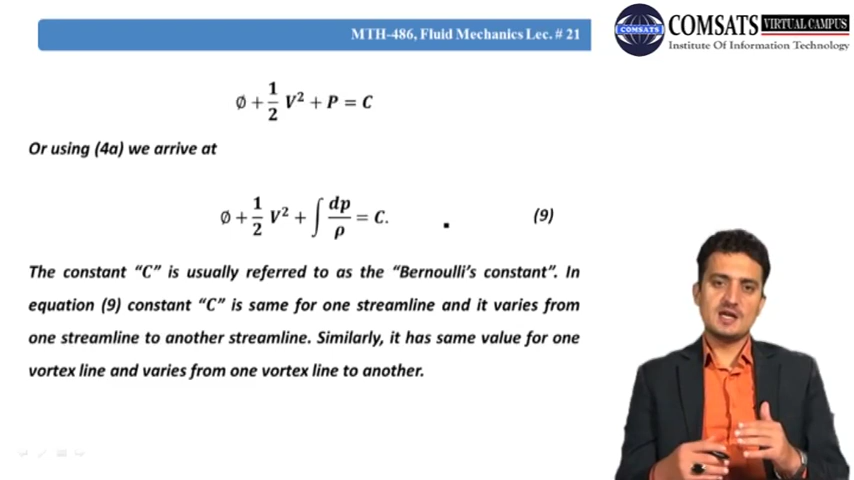 MTH-486, Fluid Mechanics Lec. # 21
COMSATS
COMSATS VIRTUAL CAMPUS
Institute Of Information Technology
∅ + 1/2 V² + P = C
Or using (4a) we arrive at
∅ + 1/2 V² + ∫ dp/ρ = C. (9)
The constant “C” is usually referred to as the “Bernoulli’s constant”. In
equation (9) constant “C” is same for one streamline and it varies from
one streamline to another streamline. Similarly, it has same value for one
vortex line and varies from one vortex line to another.